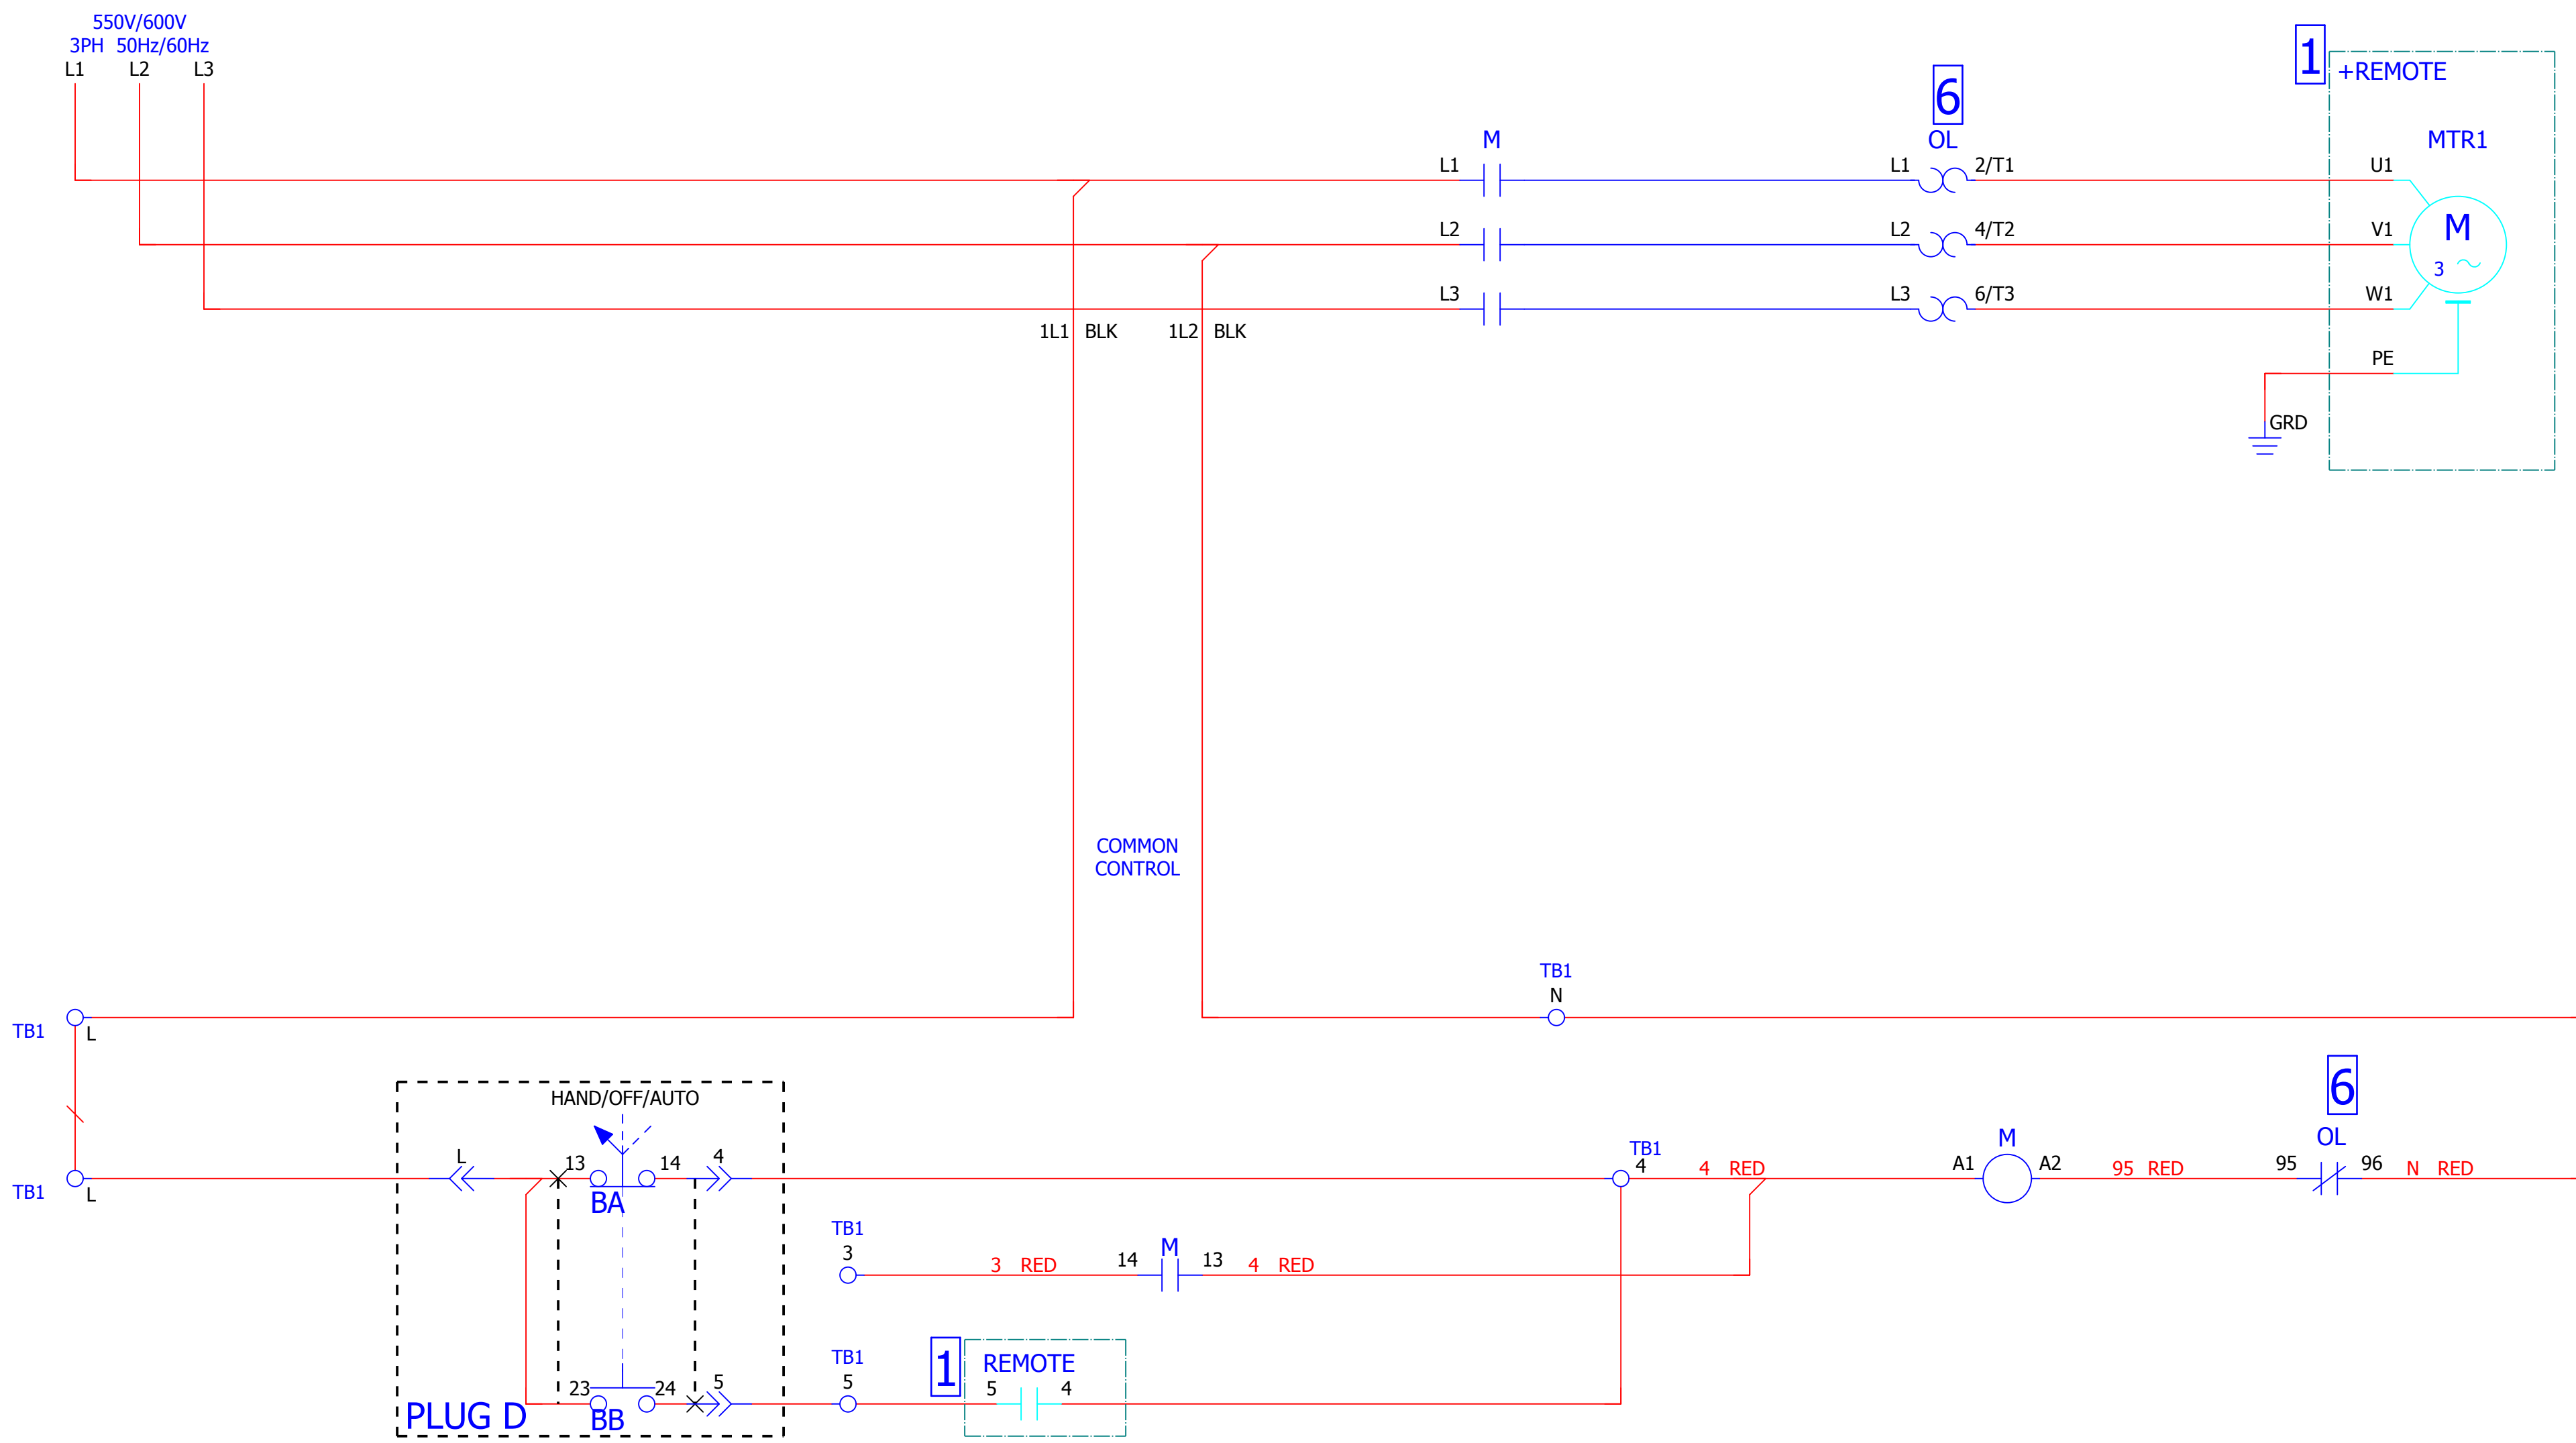 550V/600V
3PH 50Hz/60Hz
L1 L2 L3
1
+REMOTE
6
OL
M
MTR1
L1 L1 2/T1 U1
L2 L2 4/T2 V1
M
3
L3 L3 6/T3 W1
1L1 BLK 1L2 BLK
PE
GRD
COMMON
CONTROL
TB1
N
TB1 L
6
HAND/OFF/AUTO
OL
M
TB1
L 13 14 4 4 4 RED A1 A2 95 RED 95 96 N RED
TB1 L
BA
TB1
3
M
3 RED 14 13 4 RED
TB1
1
REMOTE
23 24 5 5 5 4
PLUG D
BB